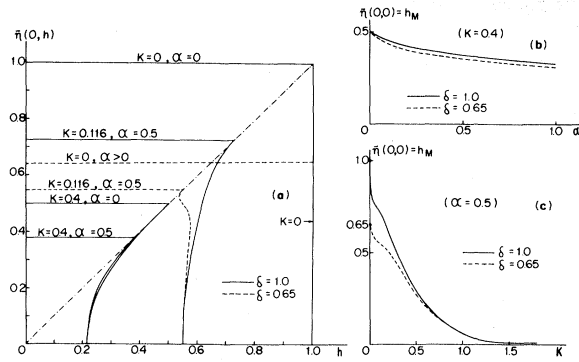 η̄(0,h)
1.0
0.8
0.6
0.4
0.2
0
0.2
0.4
0.6
0.8
h
1.0
K=0, α=0
K=0.116, α=0.5
K=0, α>0
K=0.116, α=0.5
K=0.4, α=0
K=0.4, α=0.5
(a)
K=0
δ = 1.0
δ = 0.65
η̄(0,0)=h_M
(K=0.4)
(b)
0.5
δ = 1.0
δ = 0.65
0
0.5
1.0
α
η̄(0,0)=h_M
1.0
(α=0.5)
(c)
0.65
0.5
δ = 1.0
δ = 0.65
0
0.5
1.0
1.5
K